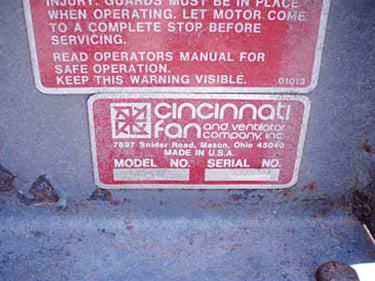 INJURY. GUARDS MUST BE IN PLACE
WHEN OPERATING. LET MOTOR COME
TO A COMPLETE STOP BEFORE
SERVICING.
READ OPERATORS MANUAL FOR
SAFE OPERATION.
KEEP THIS WARNING VISIBLE.
01013
cincinnati
fan and ventilator
company, inc
7697 Snider Road, Mason, Ohio 45040
MADE IN U.S.A.
MODEL NO. SERIAL NO.